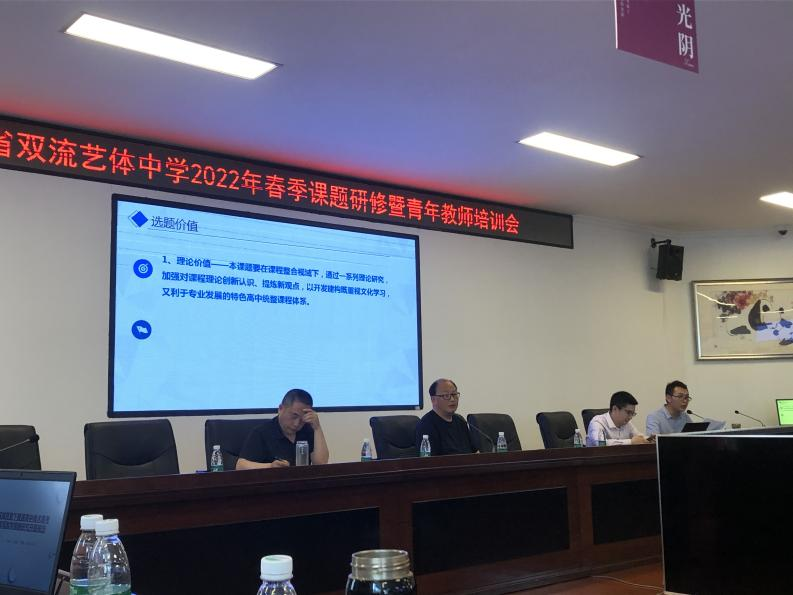 光阴
省双流艺体中学2022年春季课题研修暨青年教师培训会
选题价值
1、理论价值——本课题要在课程整合视域下，通过一系列理论研究，
加强对课程理论创新认识、提炼新观点，以开发建构既重视文化学习，
又利于专业发展的特色高中统整课程体系。